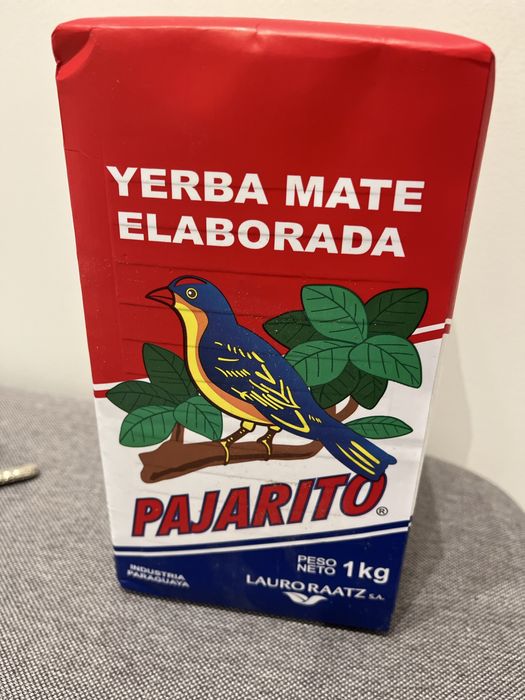 YERBA MATE
ELABORADA
PAJARITO®
INDUSTRIA
PARAGUAYA
PESO
NETO 1kg
LAURO RAATZ S.A.